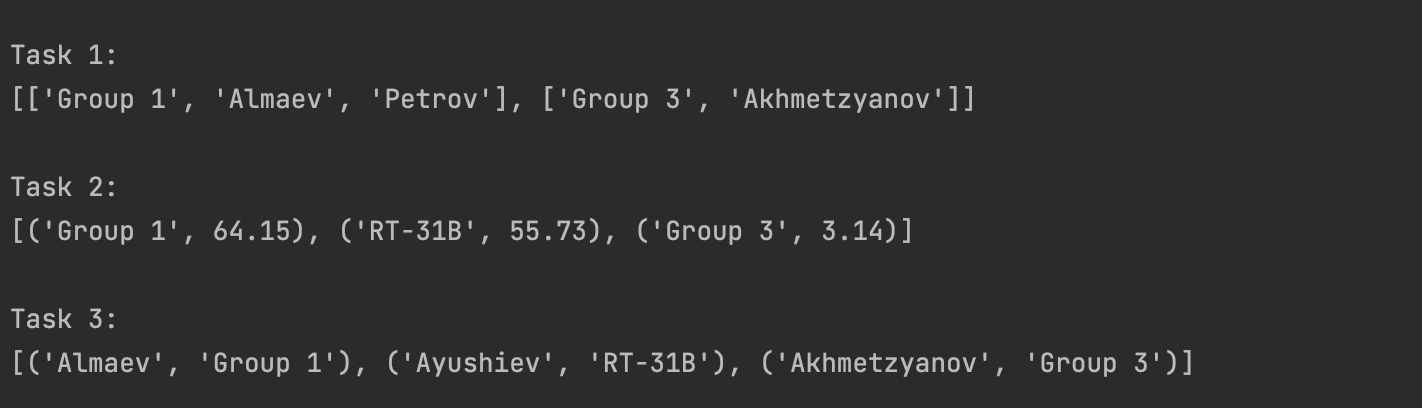 Task 1:
[['Group 1', 'Almaev', 'Petrov'], ['Group 3', 'Akhmetzyanov']]
Task 2:
[('Group 1', 64.15), ('RT-31B', 55.73), ('Group 3', 3.14)]
Task 3:
[('Almaev', 'Group 1'), ('Ayushiev', 'RT-31B'), ('Akhmetzyanov', 'Group 3')]